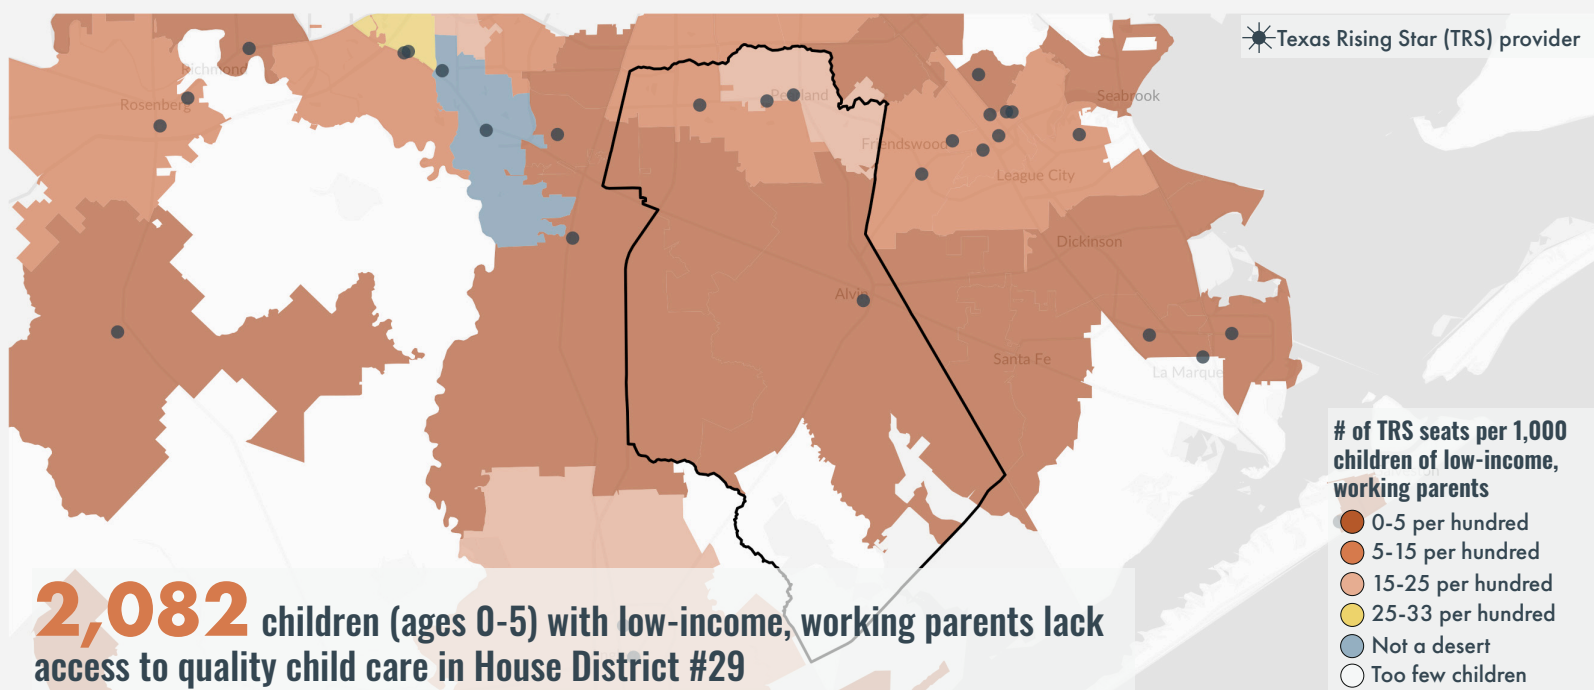 Texas Rising Star (TRS) provider
Richmond
Rosenberg
Seabrook
Friendswood
League City
Dickinson
Alvin
Santa Fe
La Marque
# of TRS seats per 1,000
children of low-income,
working parents
0-5 per hundred
5-15 per hundred
15-25 per hundred
25-33 per hundred
Not a desert
Too few children
2,082 children (ages 0-5) with low-income, working parents lack
access to quality child care in House District #29